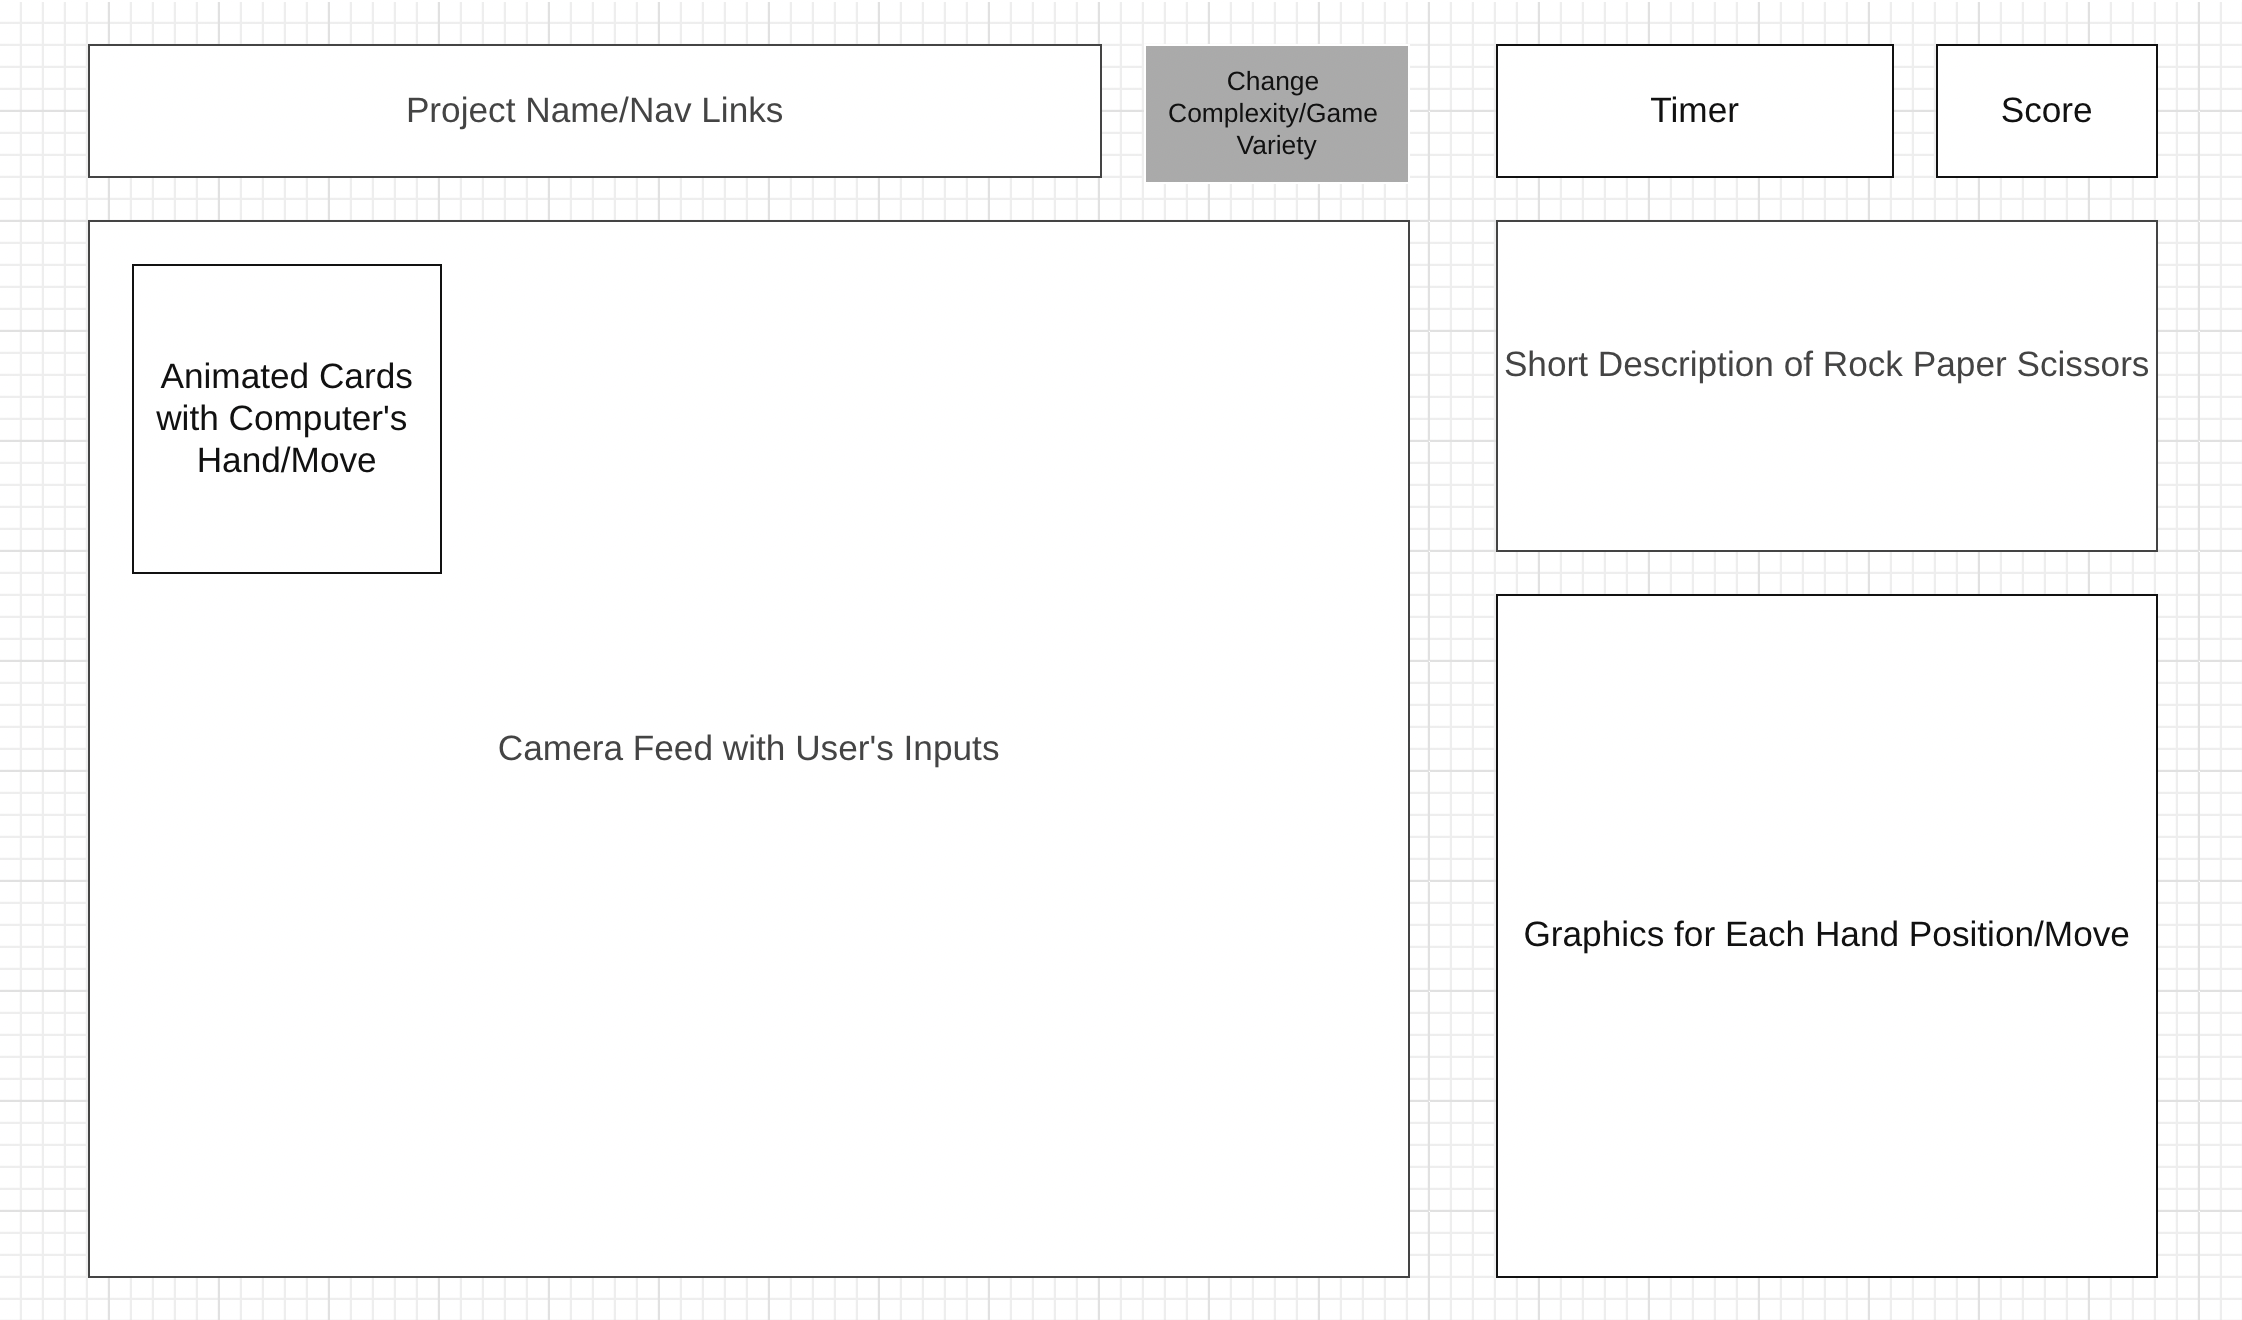 Project Name/Nav Links
Change
Complexity/Game
Variety
Timer
Score
Animated Cards
with Computer's
Hand/Move
Camera Feed with User's Inputs
Short Description of Rock Paper Scissors
Graphics for Each Hand Position/Move